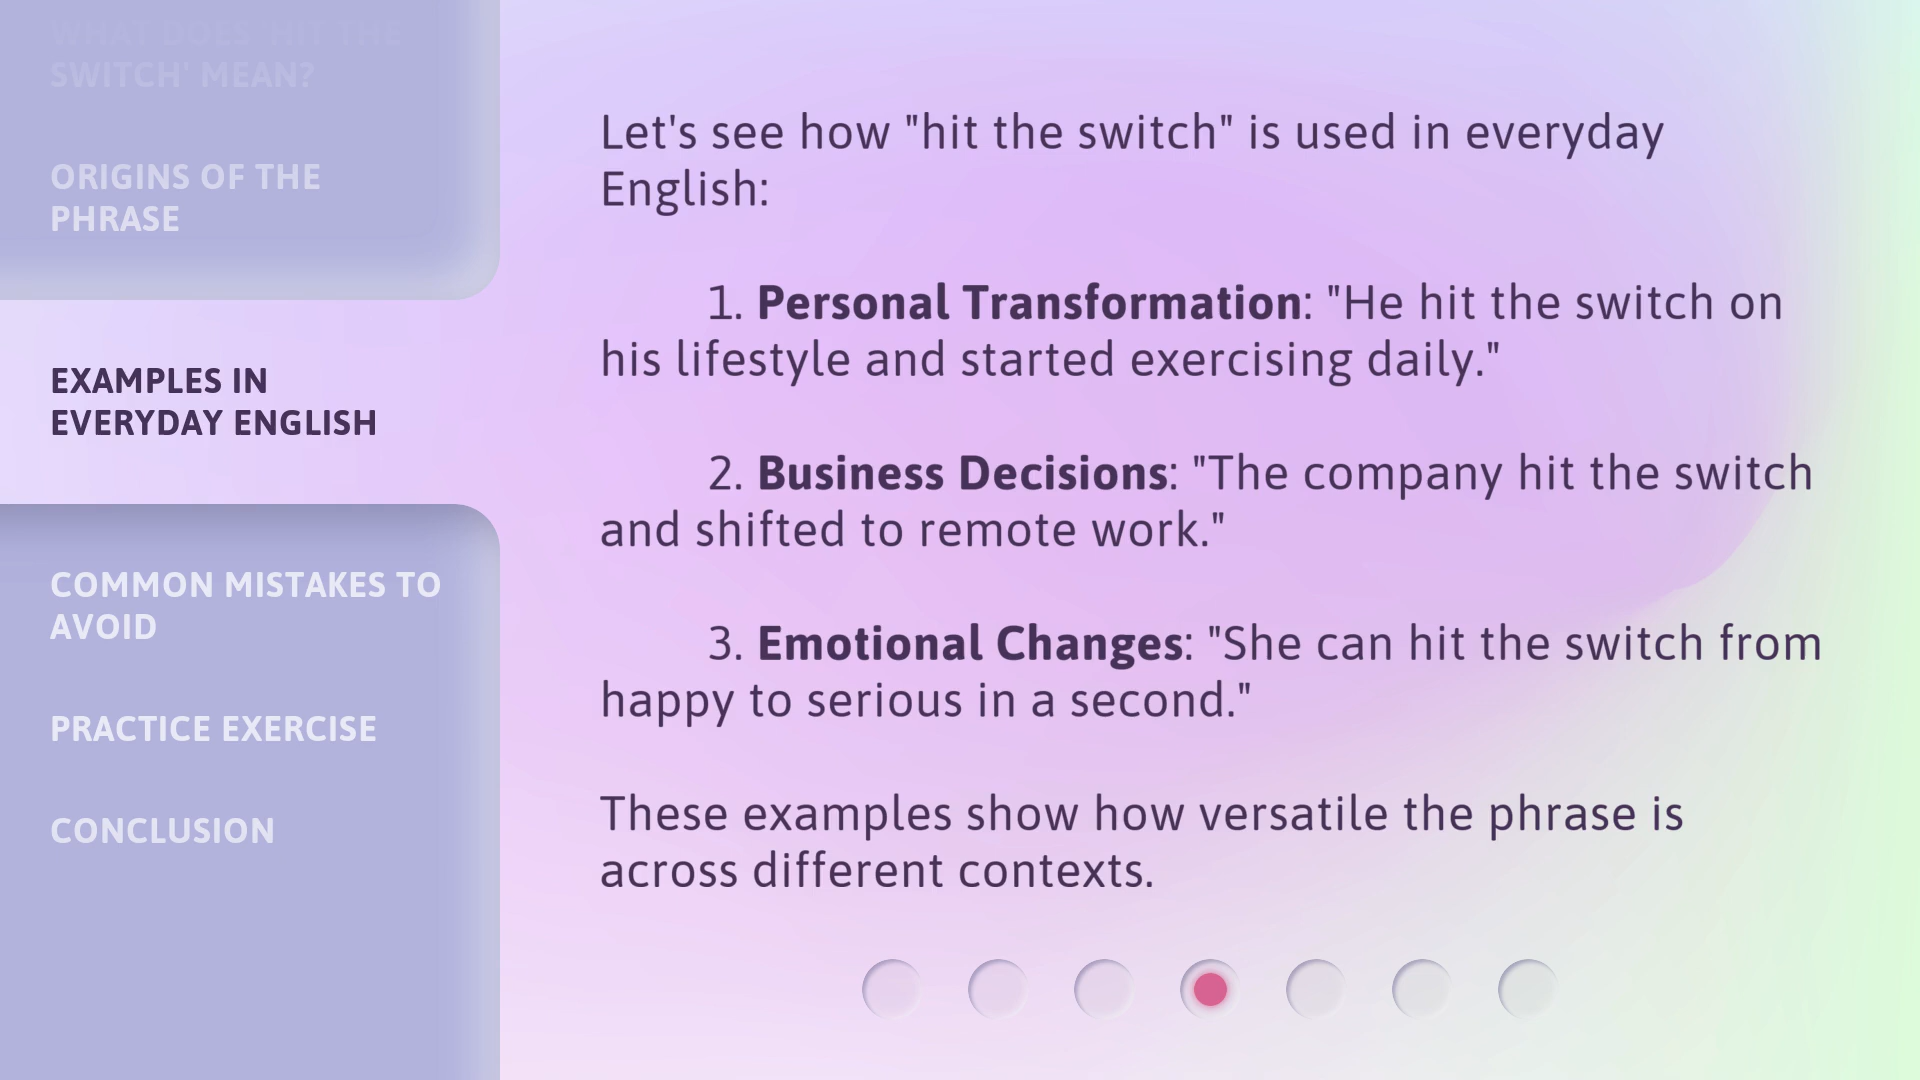 WHAT DOES 'HIT THE
SWITCH' MEAN?
ORIGINS OF THE
PHRASE
EXAMPLES IN
EVERYDAY ENGLISH
COMMON MISTAKES TO
AVOID
PRACTICE EXERCISE
CONCLUSION
Let's see how "hit the switch" is used in everyday
English:
1. Personal Transformation: "He hit the switch on
his lifestyle and started exercising daily."
2. Business Decisions: "The company hit the switch
and shifted to remote work."
3. Emotional Changes: "She can hit the switch from
happy to serious in a second."
These examples show how versatile the phrase is
across different contexts.